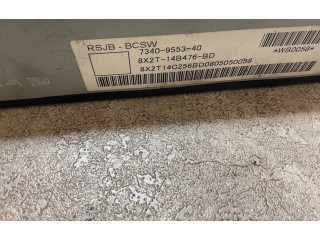 RSJB - BCSW
7340-9553-40
8X2T-14B476-BD
*W80058*
8X2T14C256BD0805050058